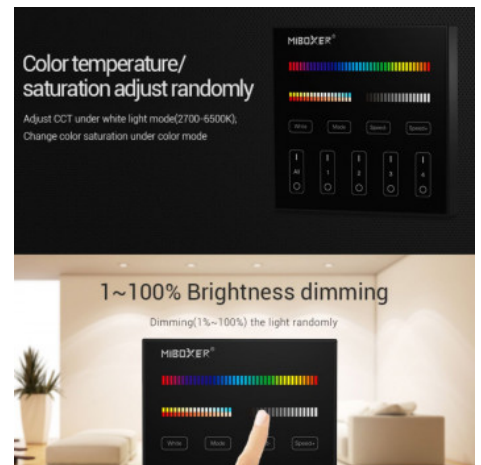 Color temperature/
saturation adjust randomly
Adjust CCT under white light mode(2700-6500K);
Change color saturation under color mode
MIBOXER®
White Mode Speed- Speed+
All 1 2 3 4
1~100% Brightness dimming
Dimming(1%~100%) the light randomly
MIBOXER®
White Mode Speed+